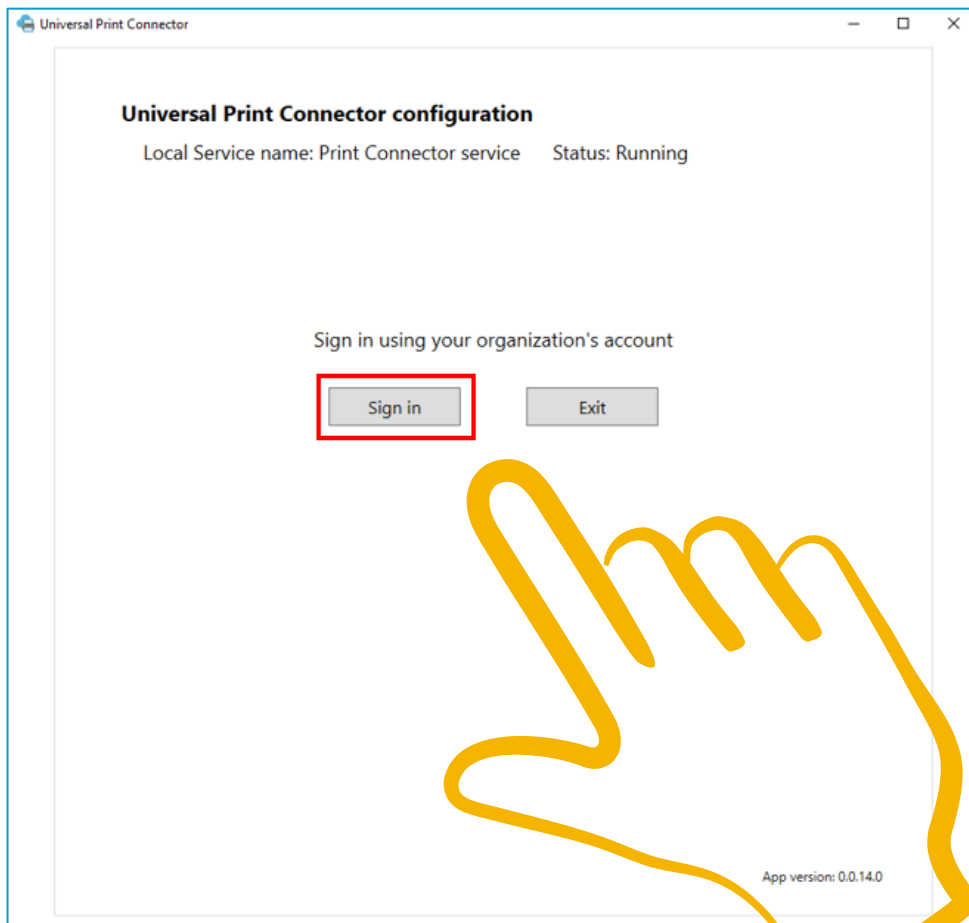 Universal Print Connector
Universal Print Connector configuration
Local Service name: Print Connector service Status: Running
Sign in using your organization's account
Sign in Exit
App version: 0.0.14.0